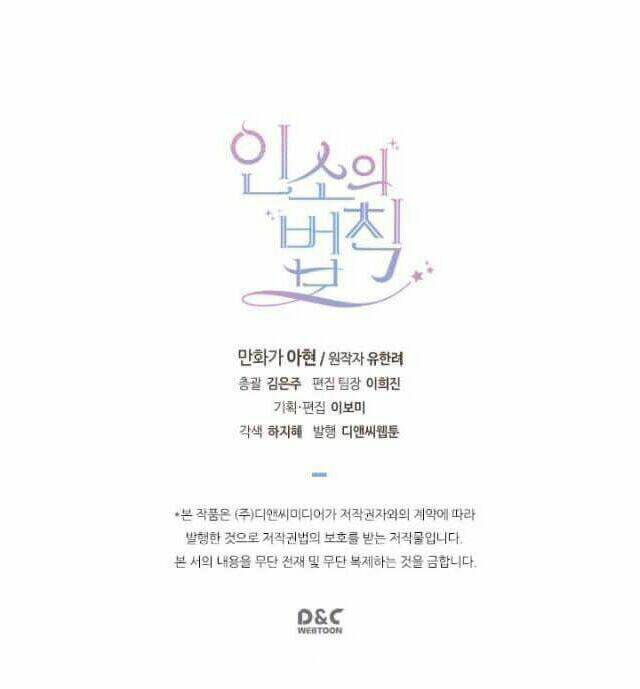 인소의
법칙
만화가 아현 / 원작자 유한려
총괄 김은주 편집 팀장 이희진
기획·편집 이보미
각색 하지혜 발행 디앤씨웹툰
*본 작품은 (주)디앤씨미디어가 저작권자와의 계약에 따라
발행한 것으로 저작권법의 보호를 받는 저작물입니다.
본 서의 내용을 무단 전재 및 무단 복제하는 것을 금합니다.
D&C
WEBTOON